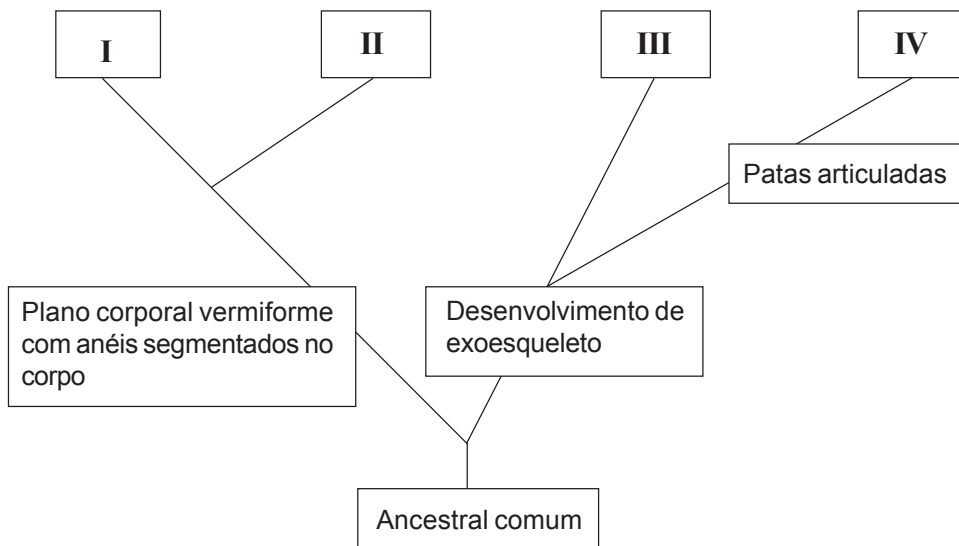 I
II
III
IV
Patas articuladas
Plano corporal vermiforme
com anéis segmentados no
corpo
Desenvolvimento de
exoesqueleto
Ancestral comum